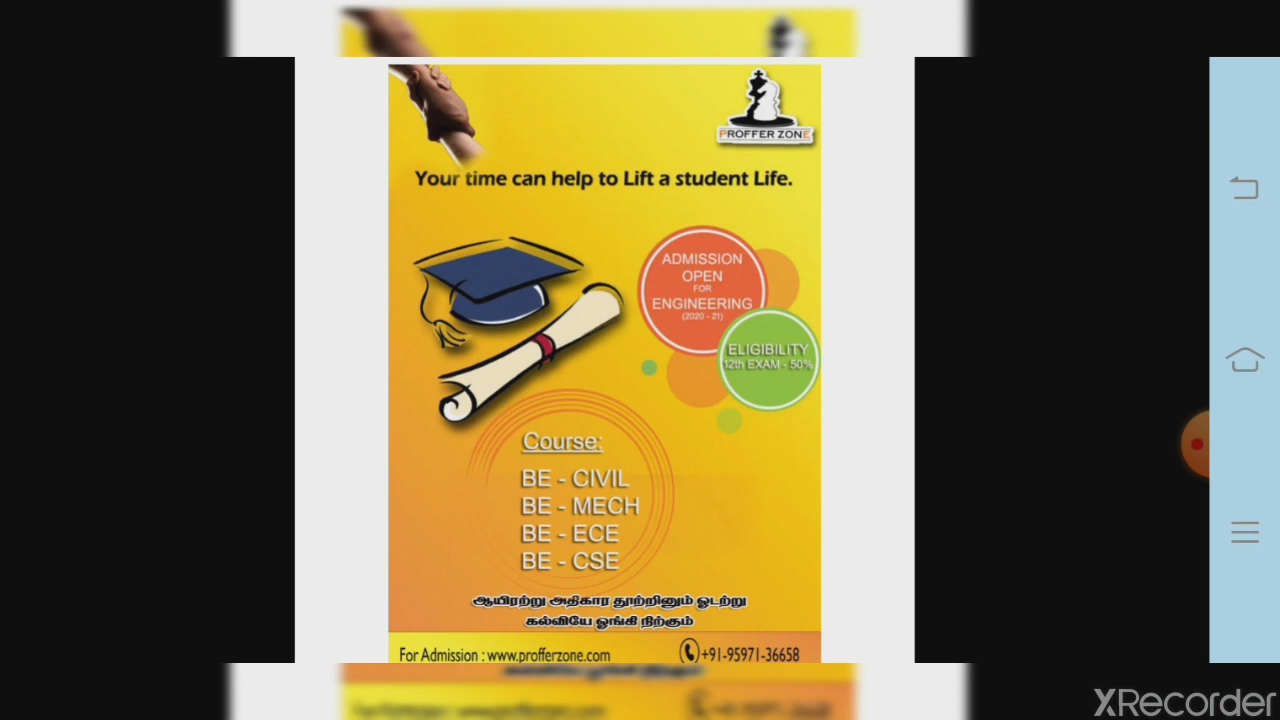 PROFFER ZONE
Your time can help to Lift a student Life.
ADMISSION
OPEN
FOR
ENGINEERING
(2020 - 21)
ELIGIBILITY
12th EXAM - 50%
Course:
BE - CIVIL
BE - MECH
BE - ECE
BE - CSE
ஆயிரற்று அதிகார தூற்றினும் ஓடற்று
கல்வியே ஓங்கி நிற்கும்
For Admission : www.profferzone.com
+91-95971-36658
XRecorder